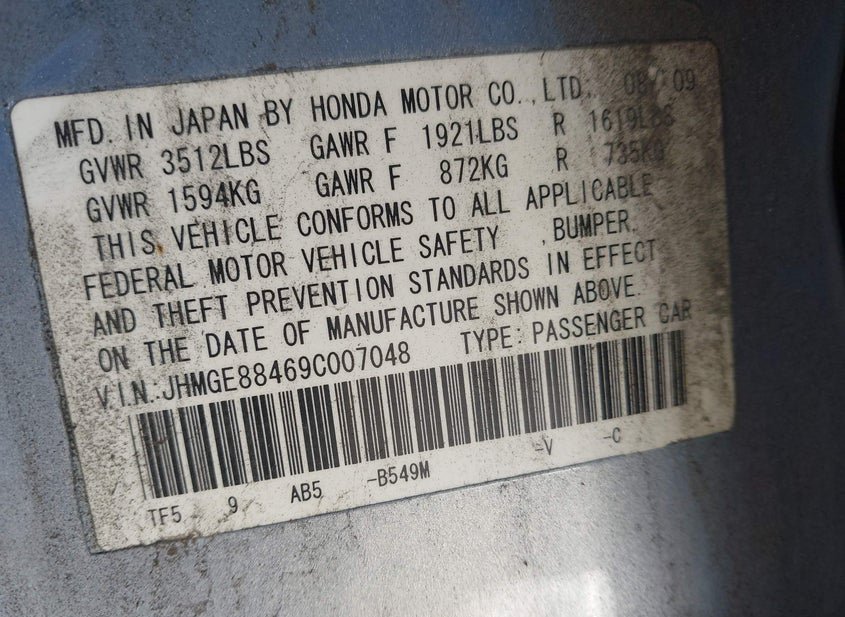 MFD. IN JAPAN BY HONDA MOTOR CO., LTD. 08/09
GVWR 3512LBS GAWR F 1921LBS R 1619LBS
GVWR 1594KG GAWR F 872KG R 735KG
THIS VEHICLE CONFORMS TO ALL APPLICABLE
FEDERAL MOTOR VEHICLE SAFETY , BUMPER,
AND THEFT PREVENTION STANDARDS IN EFFECT
ON THE DATE OF MANUFACTURE SHOWN ABOVE.
V.I.N.:JHMGE88469C007048 TYPE: PASSENGER CAR
TF5 9 AB5 -B549M -V -C